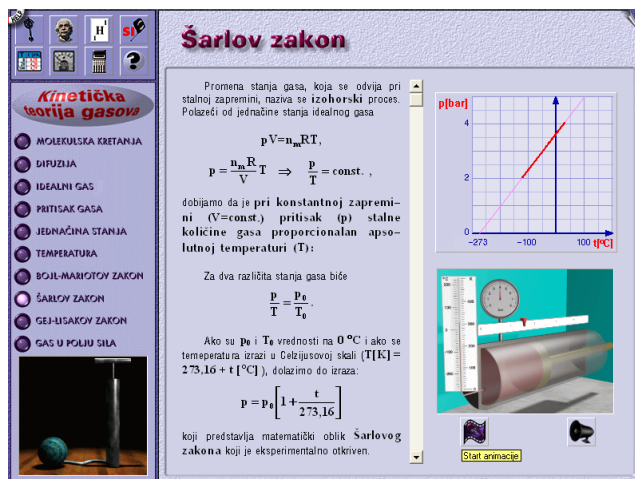 HELP
H
SI
?
Šarlov zakon
Kinetička
teorija gasova
MOLEKULSKA KRETANJA
DIFUZIJA
IDEALNI GAS
PRITISAK GASA
JEDNAČINA STANJA
TEMPERATURA
BOJL-MARIOTOV ZAKON
ŠARLOV ZAKON
GEJ-LISAKOV ZAKON
GAS U POLJU SILA
Promena stanja gasa, koja se odvija pri
stalnoj zapremini, naziva se izohorski proces.
Polazeći od jednačine stanja idealnog gasa
pV=nₘRT,
p = nₘR/V T ⇒ p/T = const. ,
dobijamo da je pri konstantnoj zapremi-
ni (V=const.) pritisak (p) stalne
količine gasa proporcionalan apso-
lutnoj temperaturi (T):
Za dva različita stanja gasa biće
p/T = p₀/T₀ .
Ako su p₀ i T₀ vrednosti na 0 °C i ako se
temeperatura izrazi u Celzijusovoj skali (T[K] =
273,16 + t [°C] ), dolazimo do izraza:
p = p₀[1 + t/273,16]
koji predstavlja matematički oblik Šarlovog
zakona koji je eksperimentalno otkriven.
p[bar]
4
2
0
-273
-100
100
t[°C]
Start animacije